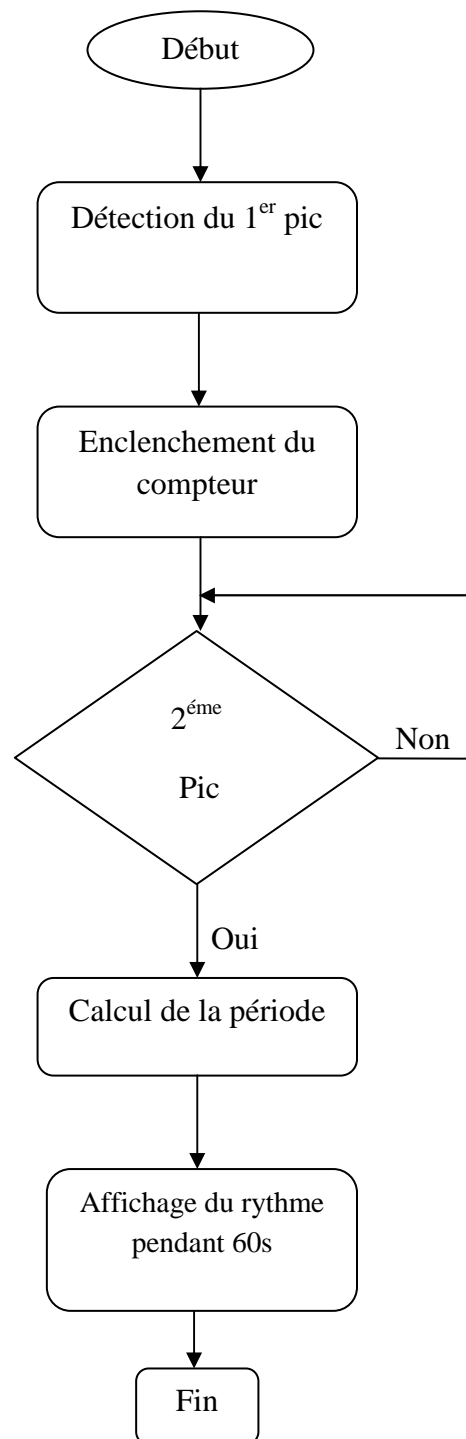 Début
Détection du 1er pic
Enclenchement du
compteur
2éme
Pic
Non
Oui
Calcul de la période
Affichage du rythme
pendant 60s
Fin